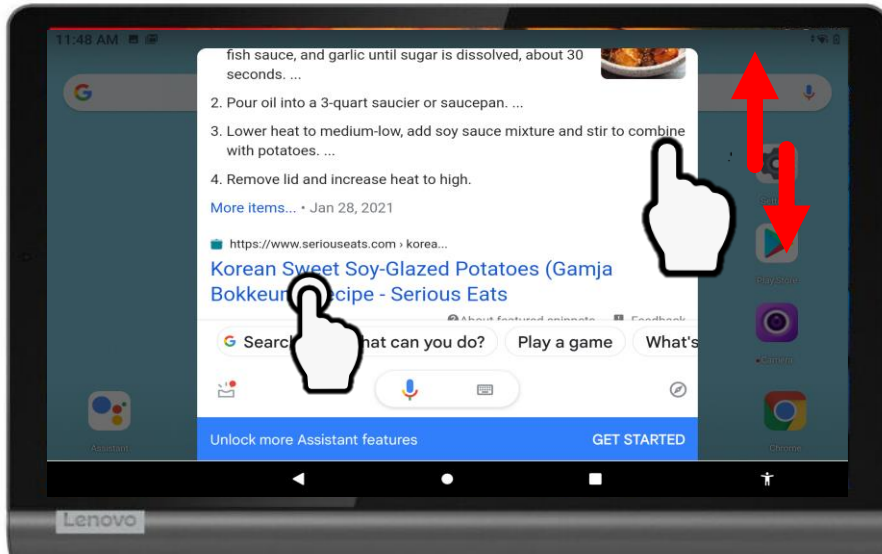 11:48 AM
fish sauce, and garlic until sugar is dissolved, about 30
seconds. ...
2. Pour oil into a 3-quart saucier or saucepan. ...
3. Lower heat to medium-low, add soy sauce mixture and stir to combine
with potatoes. ...
4. Remove lid and increase heat to high.
More items... • Jan 28, 2021
https://www.seriouseats.com › korea...
Korean Sweet Soy-Glazed Potatoes (Gamja
Recipe - Serious Eats
About featured snippets Feedback
Search hat can you do? Play a game What's
Unlock more Assistant features GET STARTED
Play Store
Camera
Assistant
Chrome
Lenovo